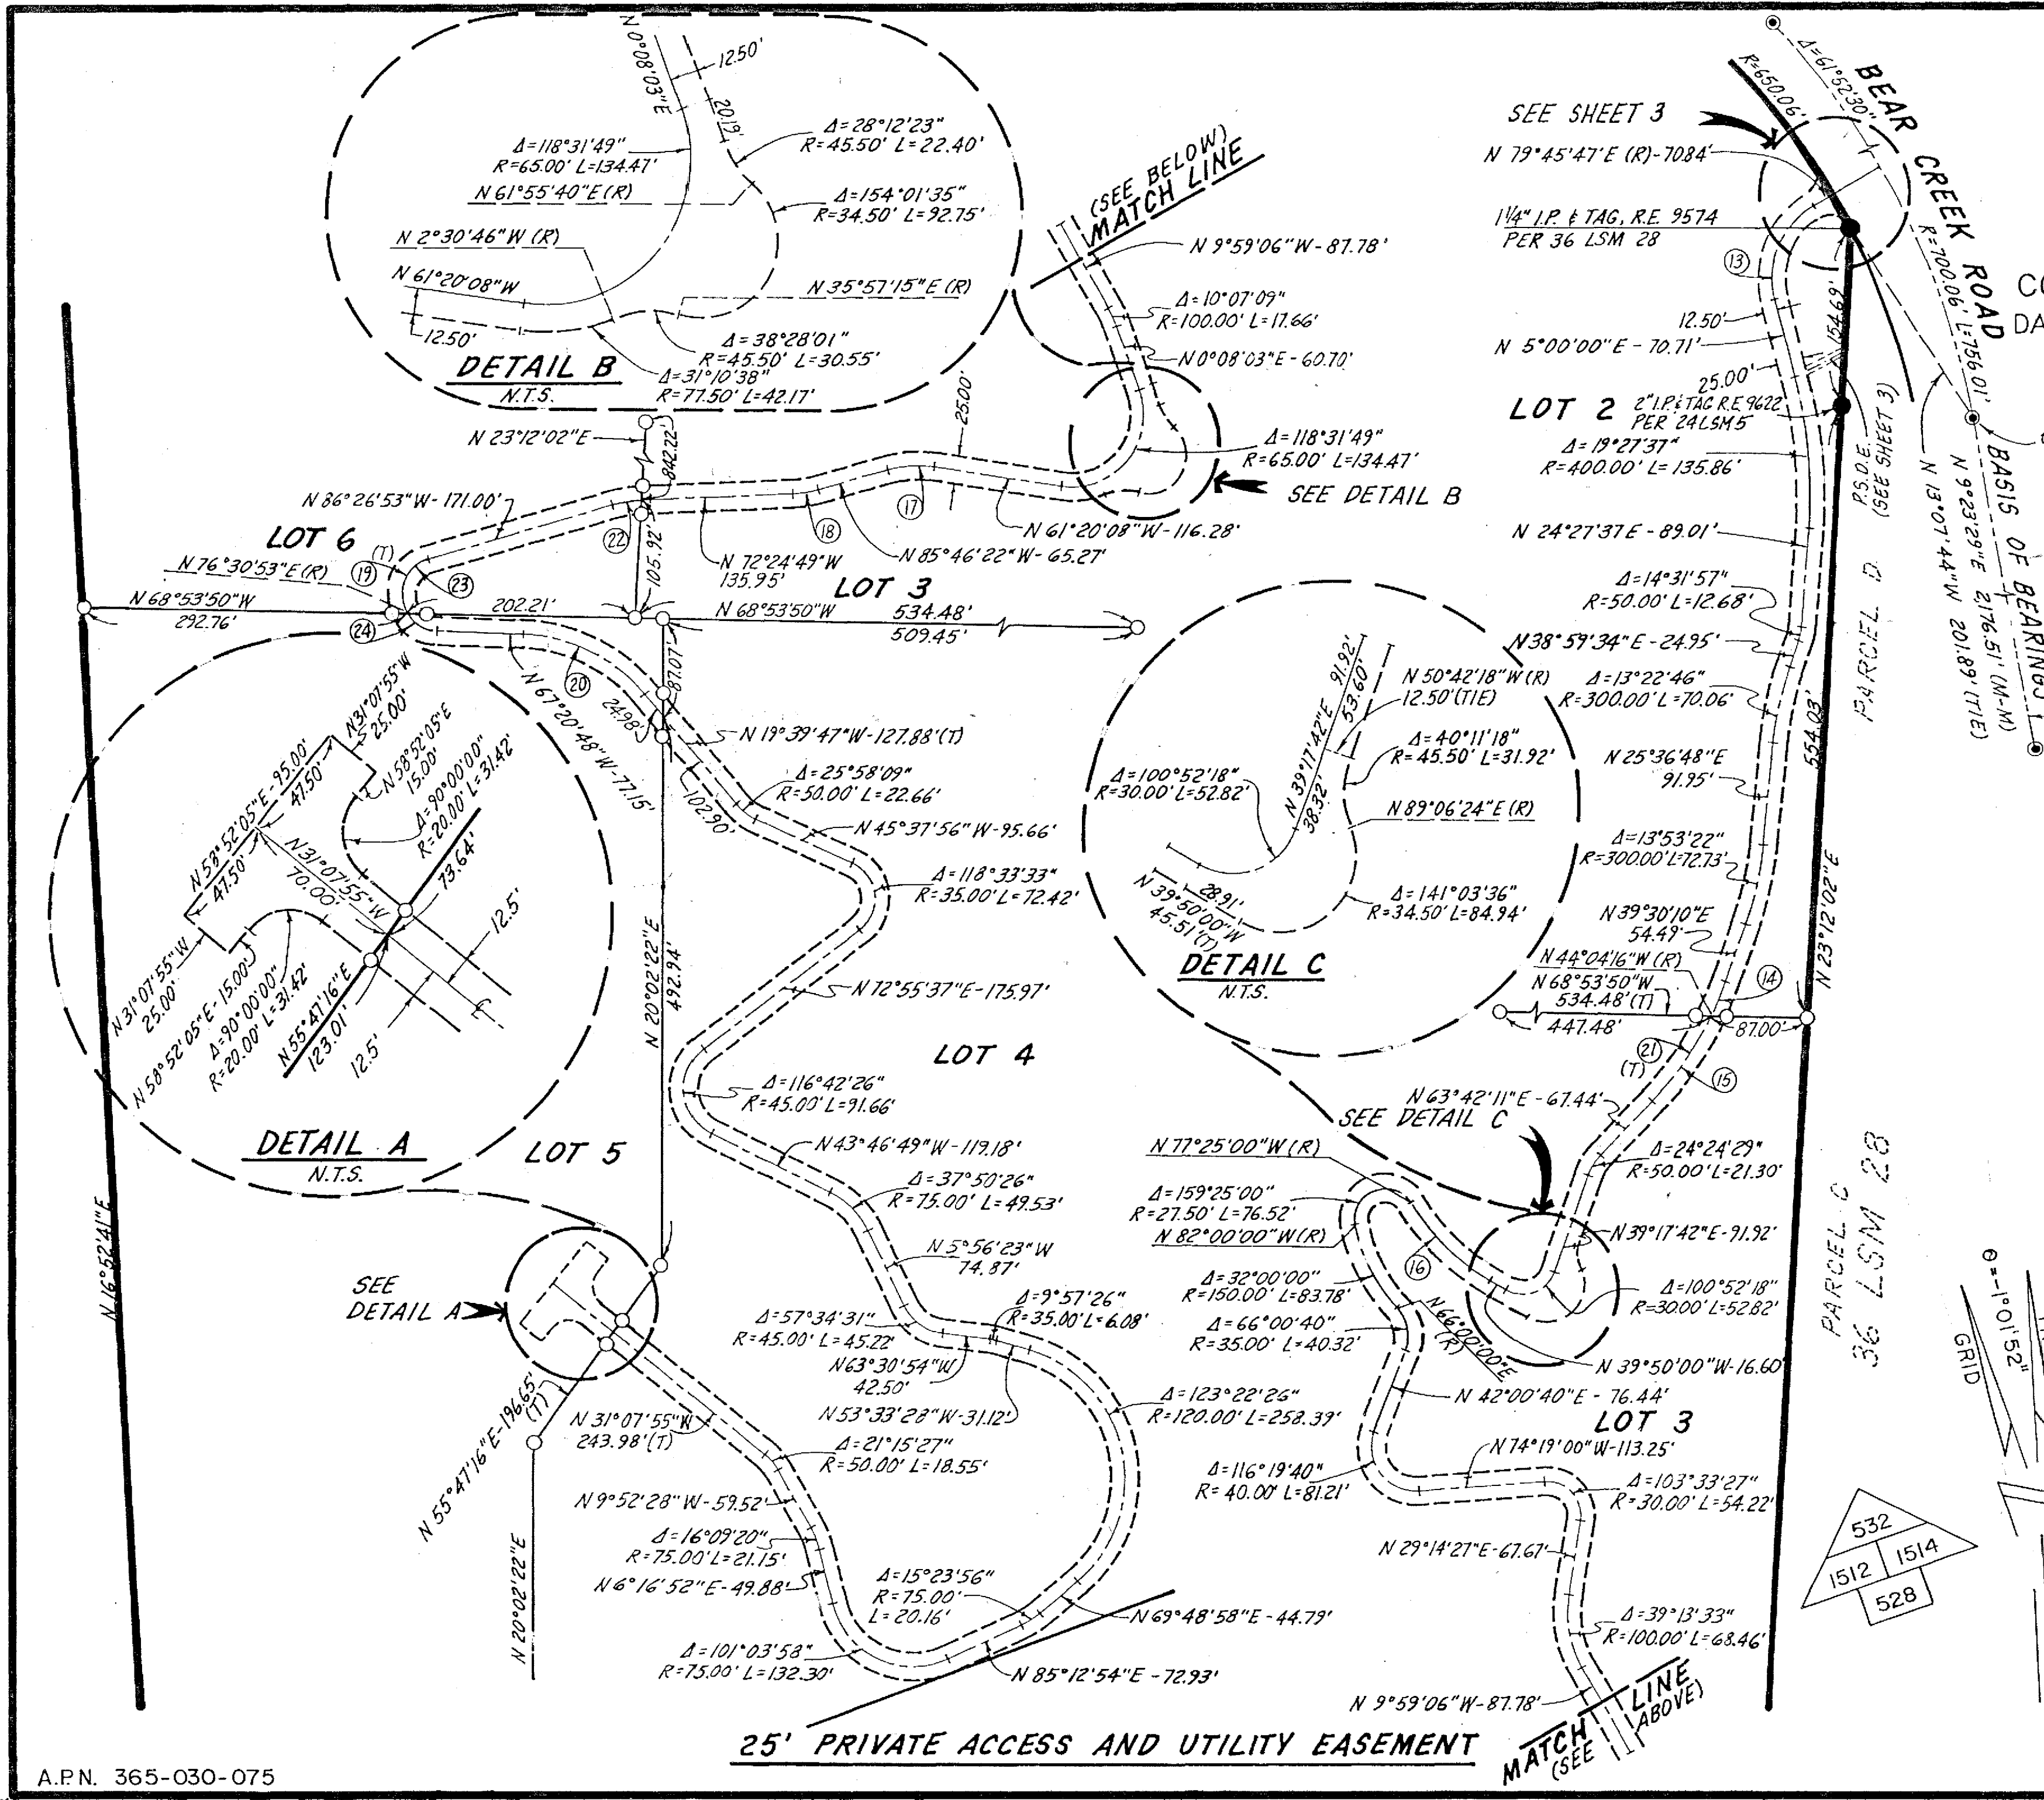 N 0°08'03"E
12.50'
20.19'
Δ=28°12'23"
R=45.50' L=22.40'
Δ=118°31'49"
R=65.00' L=134.47'
N 61°55'40"E (R)
Δ=154°01'35"
R=34.50' L=92.75'
N 2°30'46"W (R)
N 61°20'08"W
N 35°57'15"E (R)
12.50'
Δ=38°28'01"
R=45.50' L=30.55'
DETAIL B
N.T.S.
Δ=31°10'38"
R=77.50' L=42.17'
(SEE BELOW)
MATCH LINE
N 9°59'06"W-87.78'
Δ=10°07'09"
R=100.00' L=17.66'
N 0°08'03"E-60.70'
Δ=118°31'49"
R=65.00' L=134.47'
SEE DETAIL B
N 23°12'02"E
842.22'
25.00'
N 86°26'53"W-171.00'
LOT 6
(T)
19
N 76°30'53"E (R)
23
22
105.92'
N 72°24'49"W
135.95'
18
17
N 85°46'22"W-65.27'
N 61°20'08"W-116.28'
LOT 3
N 68°53'50"W
292.76'
24
202.21'
N 68°53'50"W
534.48'
509.45'
87.07'
20
N 67°20'48"W-77.15'
24.98'
N 19°39'47"W-127.88'(T)
102.90'
Δ=25°58'09"
R=50.00' L=22.66'
N 45°37'56"W-95.66'
Δ=118°33'33"
R=35.00' L=72.42'
N 72°55'37"E-175.97'
N 20°02'22"E
492.94'
LOT 4
Δ=116°42'26"
R=45.00' L=91.66'
N 43°46'49"W-119.18'
Δ=37°50'26"
R=75.00' L=49.53'
N 5°56'23"W
74.87'
Δ=57°34'31"
R=45.00' L=45.22'
Δ=9°57'26"
R=35.00' L=6.08'
N 63°30'54"W
42.50'
N 53°33'28"W-31.12'
Δ=123°22'26"
R=120.00' L=258.39'
N 31°07'55"W
25.00'
N 58°52'05"E
15.00'
N 58°52'05"E-95.00'
47.50'
47.50'
Δ=90°00'00"
R=20.00' L=31.42'
N 31°07'55"W
70.00'
73.64'
12.5'
N 31°07'55"W
25.00'
N 58°52'05"E-15.00'
Δ=90°00'00"
R=20.00' L=31.42'
N 55°47'16"E
123.01'
12.5'
DETAIL A
N.T.S.
LOT 5
SEE
DETAIL A
N 16°52'41"E
N 55°47'16"E-196.65'
(T)
N 20°02'22"E
N 31°07'55"W
243.98'(T)
Δ=21°15'27"
R=50.00' L=18.55'
N 9°52'28"W-59.52'
Δ=16°09'20"
R=75.00' L=21.15'
N 6°16'52"E-49.88'
Δ=15°23'56"
R=75.00'
L=20.16'
Δ=101°03'58"
R=75.00' L=132.30'
N 69°48'58"E-44.79'
N 85°12'54"E-72.93'
25' PRIVATE ACCESS AND UTILITY EASEMENT
A.P.N. 365-030-075
SEE SHEET 3
N 79°45'47"E (R)-70.84'
1 1/4" I.P. & TAG, R.E. 9574
PER 36 LSM 28
13
R=650.06'
Δ=61°52'30"
BEAR CREEK ROAD
R=700.06' L=756.01'
12.50'
154.69'
N 5°00'00"E-70.71'
25.00'
LOT 2
2" I.P. & TAG R.E. 9622
PER 24 LSM 5
P.S.D.E.
(SEE SHEET 3)
Δ=19°27'37"
R=400.00' L=135.86'
N 24°27'37"E-89.01'
Δ=14°31'57"
R=50.00' L=12.68'
N 38°59'34"E-24.95'
Δ=13°22'46"
R=300.00' L=70.06'
N 25°36'48"E
91.95'
Δ=13°53'22"
R=300.00' L=72.73'
N 39°30'10"E
54.49'
N 44°04'16"W (R)
N 68°53'50"W
534.48'(T)
447.48'
14
87.00'
554.03'
N 23°12'02"E
PARCEL D
BASIS OF BEARINGS
N 9°23'29"E 2176.51' (M-M)
N 13°07'44"W 201.89' (TIE)
21
(T)
15
N 39°17'42"E 91.92'
53.60'
38.32'
N 50°42'18"W (R)
12.50'(TIE)
Δ=40°11'18"
R=45.50' L=31.92'
Δ=100°52'18"
R=30.00' L=52.82'
N 89°06'24"E (R)
28.91'
N 39°50'00"W
45.51'(T)
Δ=141°03'36"
R=34.50' L=84.94'
DETAIL C
N.T.S.
N 63°42'11"E-67.44'
SEE DETAIL C
N 77°25'00"W (R)
Δ=24°24'29"
R=50.00' L=21.30'
Δ=159°25'00"
R=27.50' L=76.52'
N 82°00'00"W (R)
16
N 39°17'42"E-91.92'
Δ=32°00'00"
R=150.00' L=83.78'
Δ=100°52'18"
R=30.00' L=52.82'
Δ=66°00'40"
R=35.00' L=40.32'
N 66°00'00"E
(R)
N 39°50'00"W-16.60'
N 42°00'40"E-76.44'
LOT 3
N 74°19'00"W-113.25'
Δ=116°19'40"
R=40.00' L=81.21'
Δ=103°33'27"
R=30.00' L=54.22'
N 29°14'27"E-67.67'
Δ=39°13'33"
R=100.00' L=68.46'
N 9°59'06"W-87.78'
MATCH LINE
(SEE ABOVE)
PARCEL C
36 LSM 28
θ=-1°01'52"
GRID
532
1512
1514
528